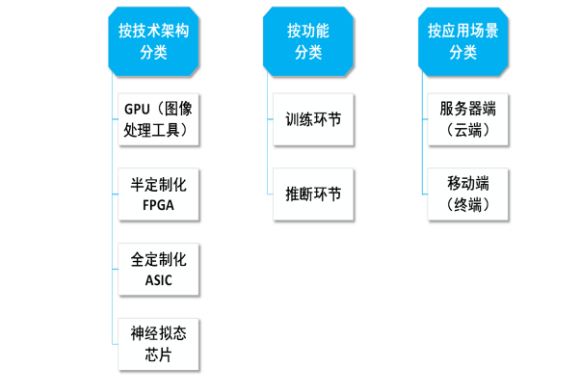 按技术架构
分类
GPU（图像
处理工具）
半定制化
FPGA
全定制化
ASIC
神经拟态
芯片
按功能
分类
训练环节
推断环节
按应用场景
分类
服务器端
（云端）
移动端
（终端）